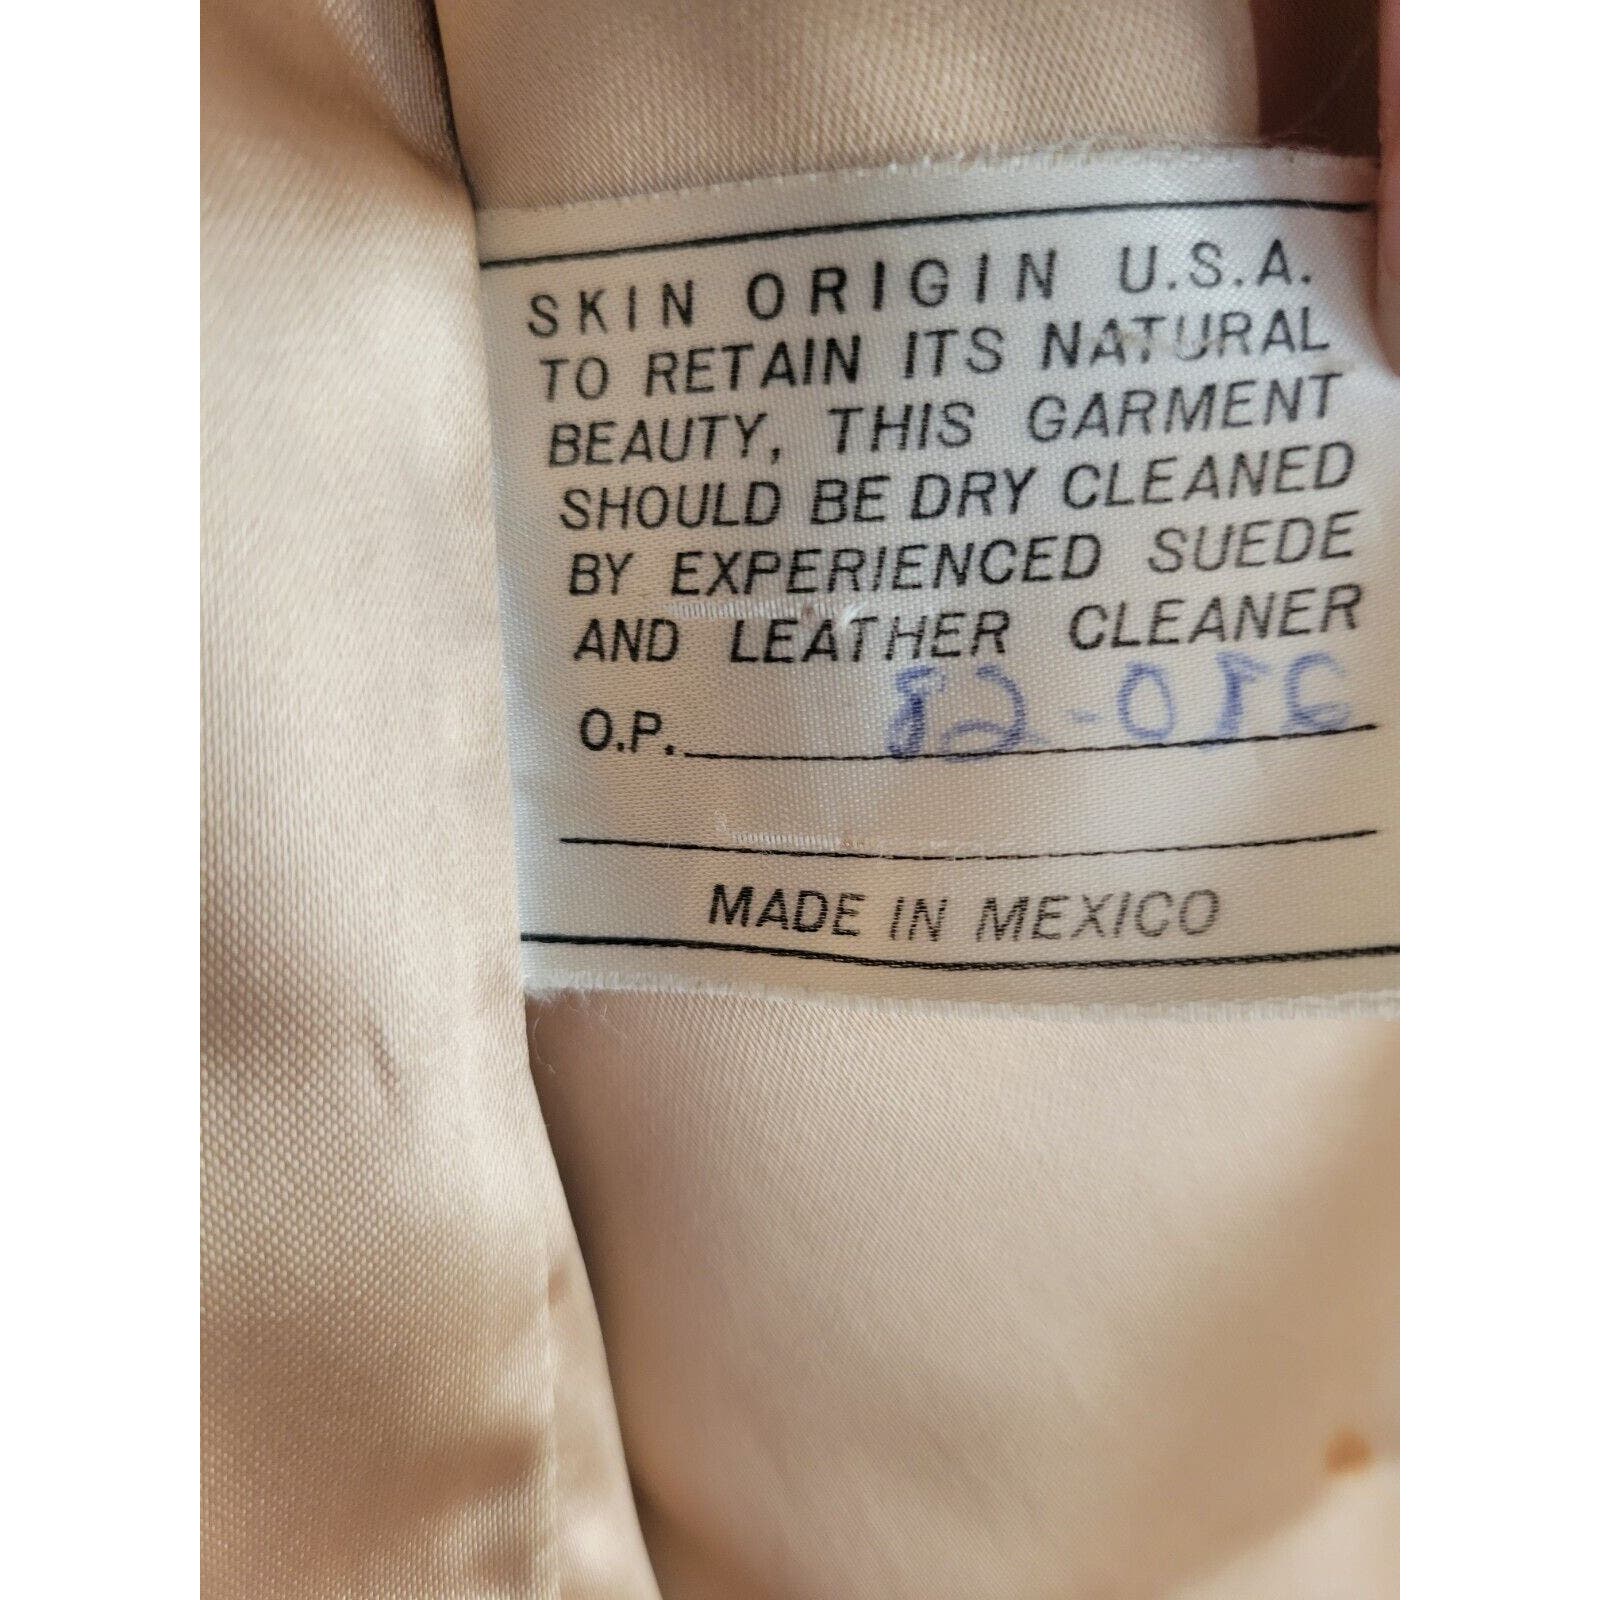 SKIN ORIGIN U.S.A.
TO RETAIN ITS NATURAL
BEAUTY, THIS GARMENT
SHOULD BE DRY CLEANED
BY EXPERIENCED SUEDE
AND LEATHER CLEANER
O.P.
MADE IN MEXICO